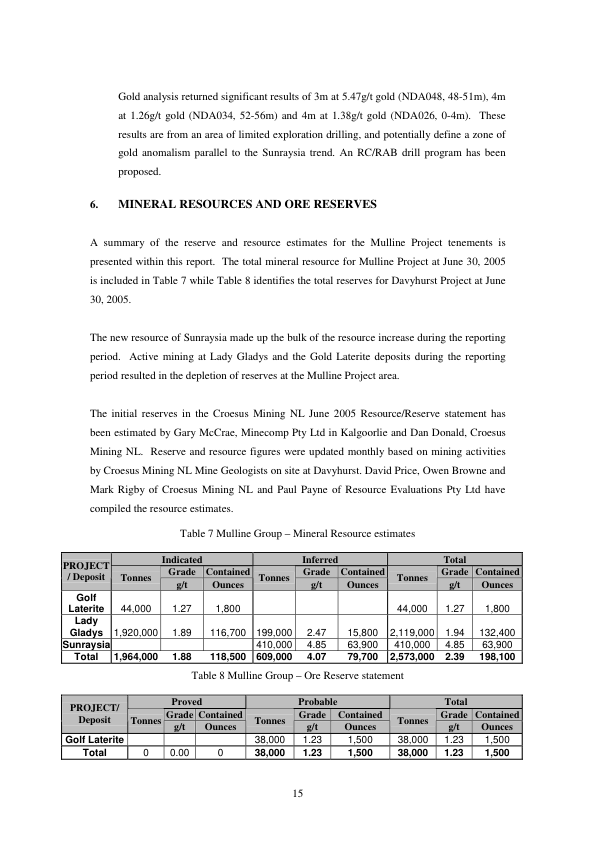 Gold analysis returned significant results of 3m at 5.47g/t gold (NDA048, 48-51m), 4m
at 1.26g/t gold (NDA034, 52-56m) and 4m at 1.38g/t gold (NDA026, 0-4m). These
results are from an area of limited exploration drilling, and potentially define a zone of
gold anomalism parallel to the Sunraysia trend. An RC/RAB drill program has been
proposed.
6. MINERAL RESOURCES AND ORE RESERVES
A summary of the reserve and resource estimates for the Mulline Project tenements is
presented within this report. The total mineral resource for Mulline Project at June 30, 2005
is included in Table 7 while Table 8 identifies the total reserves for Davyhurst Project at June
30, 2005.
The new resource of Sunraysia made up the bulk of the resource increase during the reporting
period. Active mining at Lady Gladys and the Gold Laterite deposits during the reporting
period resulted in the depletion of reserves at the Mulline Project area.
The initial reserves in the Croesus Mining NL June 2005 Resource/Reserve statement has
been estimated by Gary McCrae, Minecomp Pty Ltd in Kalgoorlie and Dan Donald, Croesus
Mining NL. Reserve and resource figures were updated monthly based on mining activities
by Croesus Mining NL Mine Geologists on site at Davyhurst. David Price, Owen Browne and
Mark Rigby of Croesus Mining NL and Paul Payne of Resource Evaluations Pty Ltd have
compiled the resource estimates.
Table 7 Mulline Group – Mineral Resource estimates
PROJECT / Deposit Indicated Inferred Total
Tonnes Grade Contained Tonnes Grade Contained Tonnes Grade Contained
g/t Ounces g/t Ounces g/t Ounces
Golf
Laterite 44,000 1.27 1,800 44,000 1.27 1,800
Lady
Gladys 1,920,000 1.89 116,700 199,000 2.47 15,800 2,119,000 1.94 132,400
Sunraysia 410,000 4.85 63,900 410,000 4.85 63,900
Total 1,964,000 1.88 118,500 609,000 4.07 79,700 2,573,000 2.39 198,100
Table 8 Mulline Group – Ore Reserve statement
PROJECT/ Deposit Proved Probable Total
Tonnes Grade Contained Tonnes Grade Contained Tonnes Grade Contained
g/t Ounces g/t Ounces g/t Ounces
Golf Laterite 38,000 1.23 1,500 38,000 1.23 1,500
Total 0 0.00 0 38,000 1.23 1,500 38,000 1.23 1,500
15